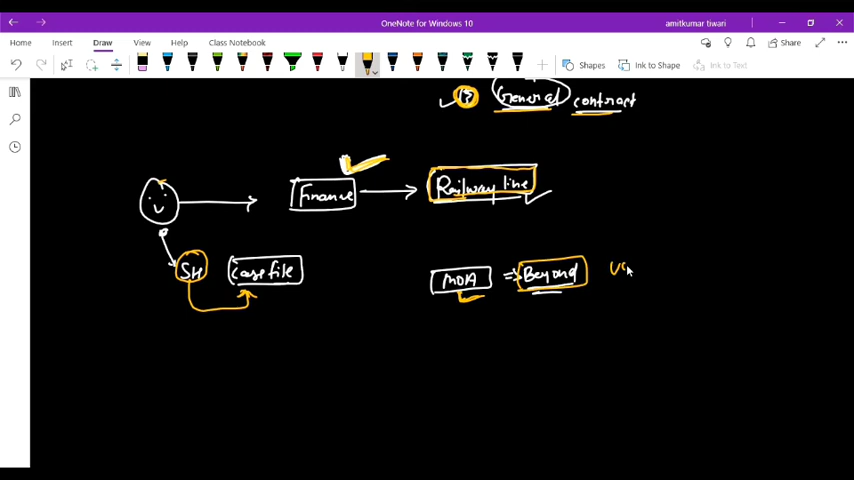 OneNote for Windows 10
amitkumar tiwari
Home Insert Draw View Help Class Notebook
Share
Shapes Ink to Shape Ink to Text
General contract
Finance Railway line
SH Case file
MOA ⇒ Beyond